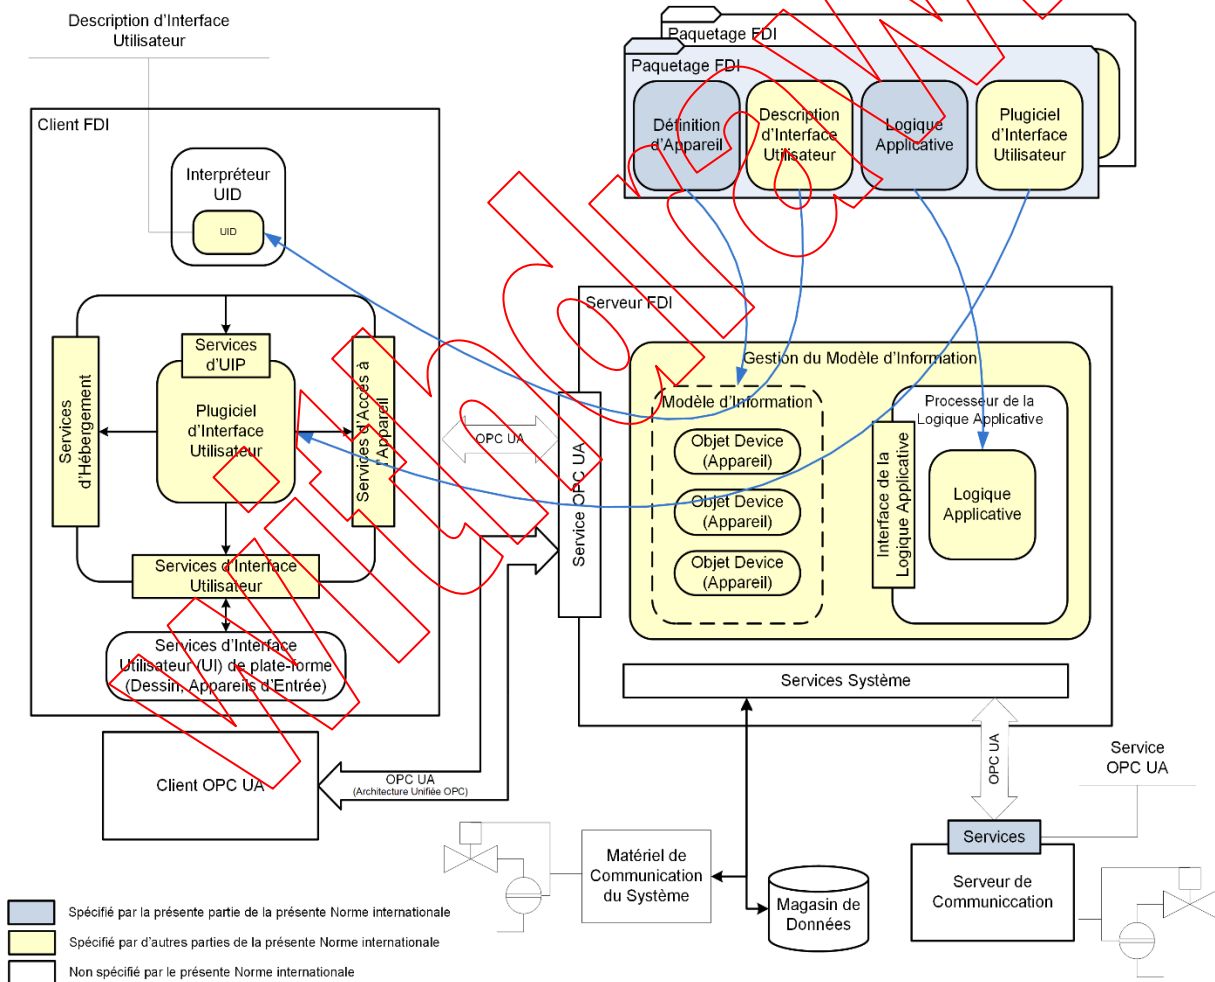 Description d'Interface
Utilisateur
Paquetage FDI
Paquetage FDI
Définition
d'Appareil
Description
d'Interface
Utilisateur
Logique
Applicative
Plugiciel
d'Interface
Utilisateur
Client FDI
Interpréteur
UID
UID
Services
d'UIP
Plugiciel
d'Interface
Utilisateur
Services
d'Hébergement
Services d'Accès à
l'Appareil
Services d'Interface
Utilisateur
Services d'Interface
Utilisateur (UI) de plate-forme
(Dessin, Appareils d'Entrée)
OPC UA
Serveur FDI
Service OPC UA
Gestion du Modèle d'Information
Modèle d'Information
Objet Device
(Appareil)
Objet Device
(Appareil)
Objet Device
(Appareil)
Processeur de la
Logique Applicative
Interface de la
Logique Applicative
Logique
Applicative
Services Système
Client OPC UA
OPC UA
(Architecture Unifiée OPC)
OPC UA
Service
OPC UA
Services
Serveur de
Communiccation
Matériel de
Communication
du Système
Magasin de
Données
Spécifié par la présente partie de la présente Norme internationale
Spécifié par d'autres parties de la présente Norme internationale
Non spécifié par le présente Norme internationale